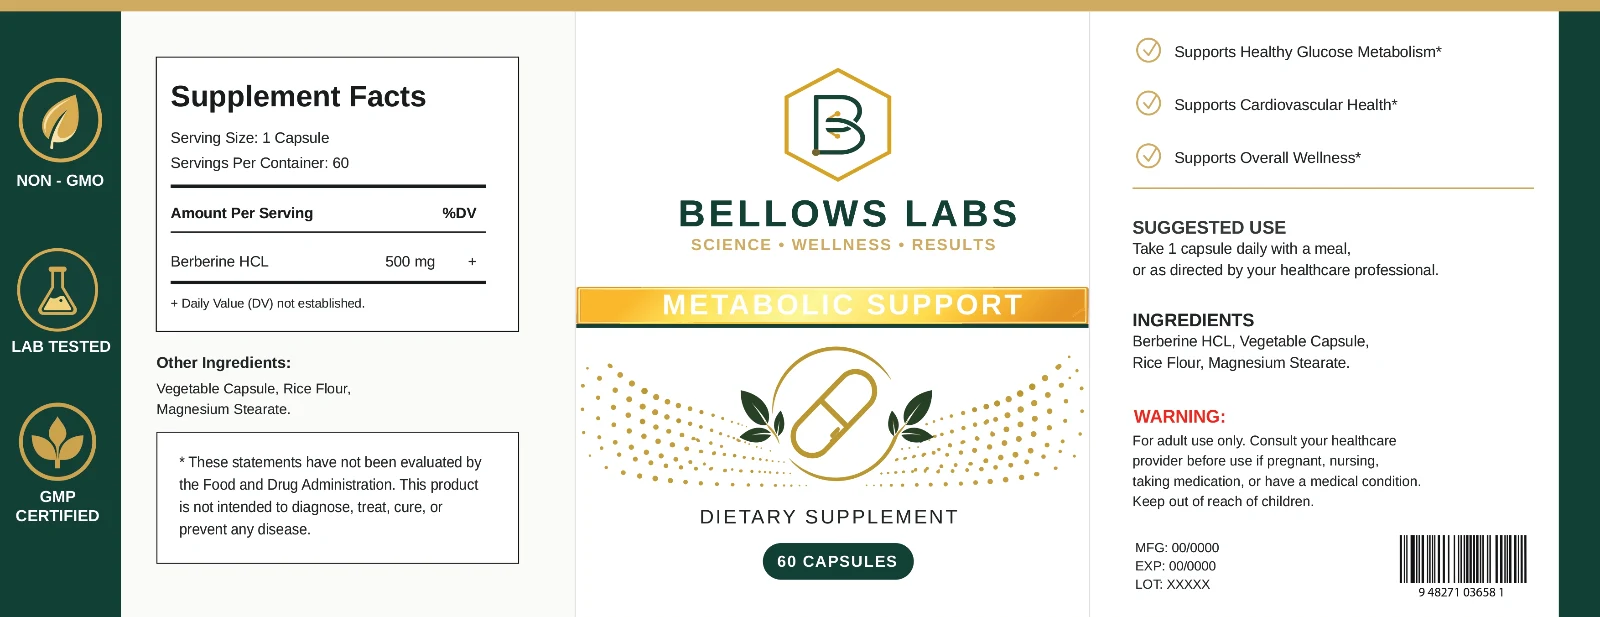 NON - GMO
LAB TESTED
GMP
CERTIFIED
Supplement Facts
Serving Size: 1 Capsule
Servings Per Container: 60
Amount Per Serving %DV
Berberine HCL 500 mg +
+ Daily Value (DV) not established.
Other Ingredients:
Vegetable Capsule, Rice Flour,
Magnesium Stearate.
* These statements have not been evaluated by
the Food and Drug Administration. This product
is not intended to diagnose, treat, cure, or
prevent any disease.
B
BELLOWS LABS
SCIENCE • WELLNESS • RESULTS
METABOLIC SUPPORT
DIETARY SUPPLEMENT
60 CAPSULES
Supports Healthy Glucose Metabolism*
Supports Cardiovascular Health*
Supports Overall Wellness*
SUGGESTED USE
Take 1 capsule daily with a meal,
or as directed by your healthcare professional.
INGREDIENTS
Berberine HCL, Vegetable Capsule,
Rice Flour, Magnesium Stearate.
WARNING:
For adult use only. Consult your healthcare
provider before use if pregnant, nursing,
taking medication, or have a medical condition.
Keep out of reach of children.
MFG: 00/0000
EXP: 00/0000
LOT: XXXXX
9 48271 03658 1